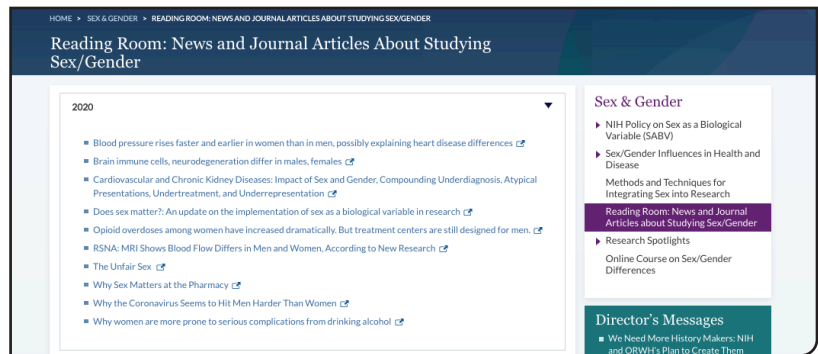 HOME > SEX & GENDER > READING ROOM: NEWS AND JOURNAL ARTICLES ABOUT STUDYING SEX/GENDER
Reading Room: News and Journal Articles About Studying
Sex/Gender
2020
Blood pressure rises faster and earlier in women than in men, possibly explaining heart disease differences
Brain immune cells, neurodegeneration differ in males, females
Cardiovascular and Chronic Kidney Diseases: Impact of Sex and Gender, Compounding Underdiagnosis, Atypical
Presentations, Undertreatment, and Underrepresentation
Does sex matter?: An update on the implementation of sex as a biological variable in research
Opioid overdoses among women have increased dramatically. But treatment centers are still designed for men.
RSNA: MRI Shows Blood Flow Differs in Men and Women, According to New Research
The Unfair Sex
Why Sex Matters at the Pharmacy
Why the Coronavirus Seems to Hit Men Harder Than Women
Why women are more prone to serious complications from drinking alcohol
Sex & Gender
NIH Policy on Sex as a Biological
Variable (SABV)
Sex/Gender Influences in Health and
Disease
Methods and Techniques for
Integrating Sex into Research
Reading Room: News and Journal
Articles about Studying Sex/Gender
Research Spotlights
Online Course on Sex/Gender
Differences
Director's Messages
We Need More History Makers: NIH
and ORWH's Plan to Create Them